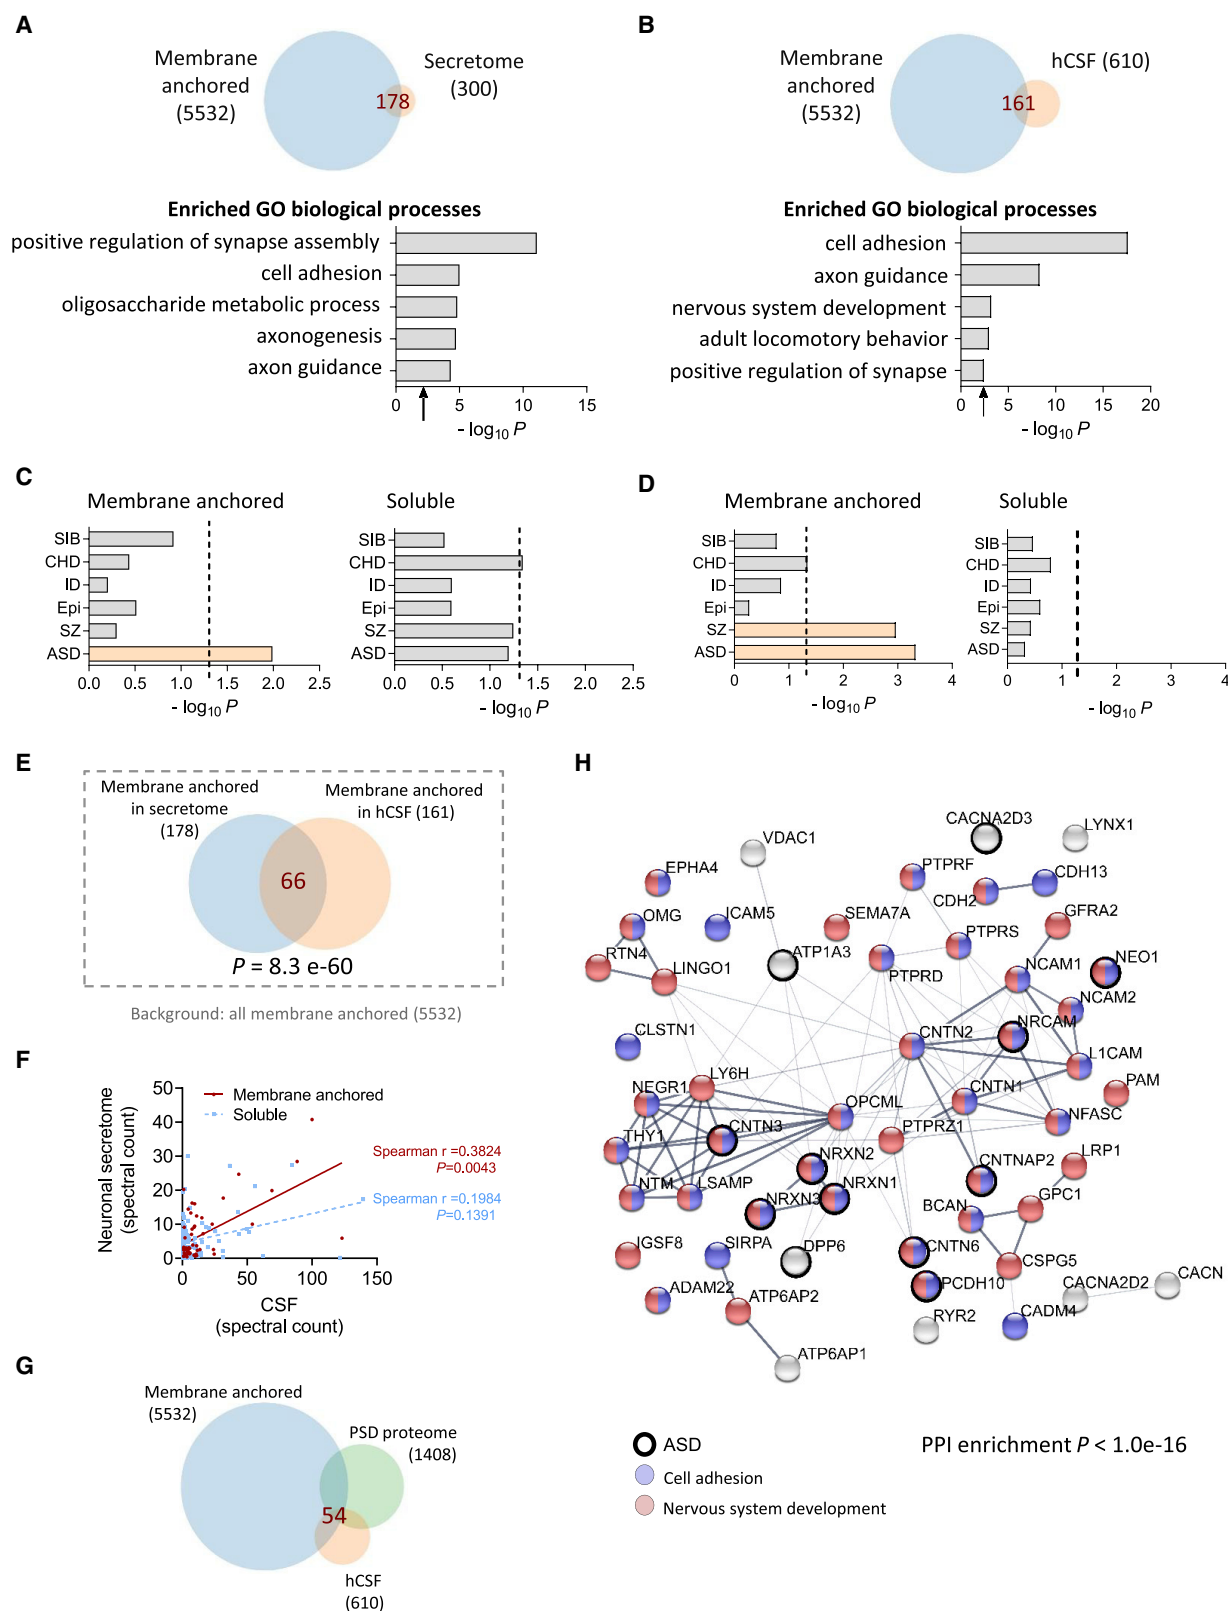 A
Membrane
anchored
(5532)
178
Secretome
(300)
Enriched GO biological processes
positive regulation of synapse assembly
cell adhesion
oligosaccharide metabolic process
axonogenesis
axon guidance
0 5 10 15
- log10 P
B
Membrane
anchored
(5532)
161
hCSF (610)
Enriched GO biological processes
cell adhesion
axon guidance
nervous system development
adult locomotory behavior
positive regulation of synapse
0 5 10 15 20
- log10 P
C
Membrane anchored
SIB
CHD
ID
Epi
SZ
ASD
0.0 0.5 1.0 1.5 2.0 2.5
- log10 P
Soluble
SIB
CHD
ID
Epi
SZ
ASD
0.0 0.5 1.0 1.5 2.0 2.5
- log10 P
D
Membrane anchored
SIB
CHD
ID
Epi
SZ
ASD
0 1 2 3 4
- log10 P
Soluble
SIB
CHD
ID
Epi
SZ
ASD
0 1 2 3 4
- log10 P
E
Membrane anchored
in secretome
(178)
Membrane anchored
in hCSF (161)
66
P = 8.3 e-60
Background: all membrane anchored (5532)
F
Neuronal secretome
(spectral count)
50
40
30
20
10
0
0 50 100 150
CSF
(spectral count)
Membrane anchored
Soluble
Spearman r =0.3824
P=0.0043
Spearman r =0.1984
P=0.1391
G
Membrane anchored
(5532)
PSD proteome
(1408)
54
hCSF
(610)
H
CACNA2D3
LYNX1
VDAC1
EPHA4
PTPRF
CDH13
CDH2
OMG
ICAM5
SEMA7A
GFRA2
PTPRS
RTN4
LINGO1
ATP1A3
PTPRD
NCAM1
NEO1
NCAM2
CLSTN1
CNTN2
NRCAM
L1CAM
LY6H
NEGR1
OPCML
CNTN1
PAM
NFASC
THY1
CNTN3
PTPRZ1
NRXN2
CNTNAP2
LRP1
NTM
LSAMP
NRXN3
NRXN1
BCAN
GPC1
IGSF8
SIRPA
DPP6
CNTN6
CSPG5
ADAM22
ATP6AP2
PCDH10
CACNA2D2
CACN
RYR2
CADM4
ATP6AP1
ASD
Cell adhesion
Nervous system development
PPI enrichment P < 1.0e-16